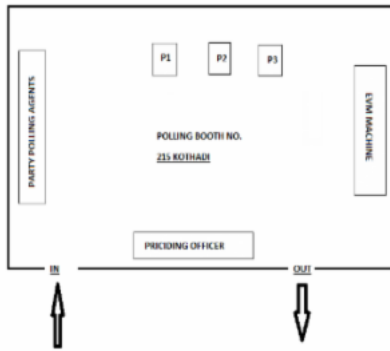 P1 P2 P3
PARTY POLLING AGENTS
EVM MACHINE
POLLING BOOTH NO.
215 KOTHADI
PRICIDING OFFICER
IN OUT